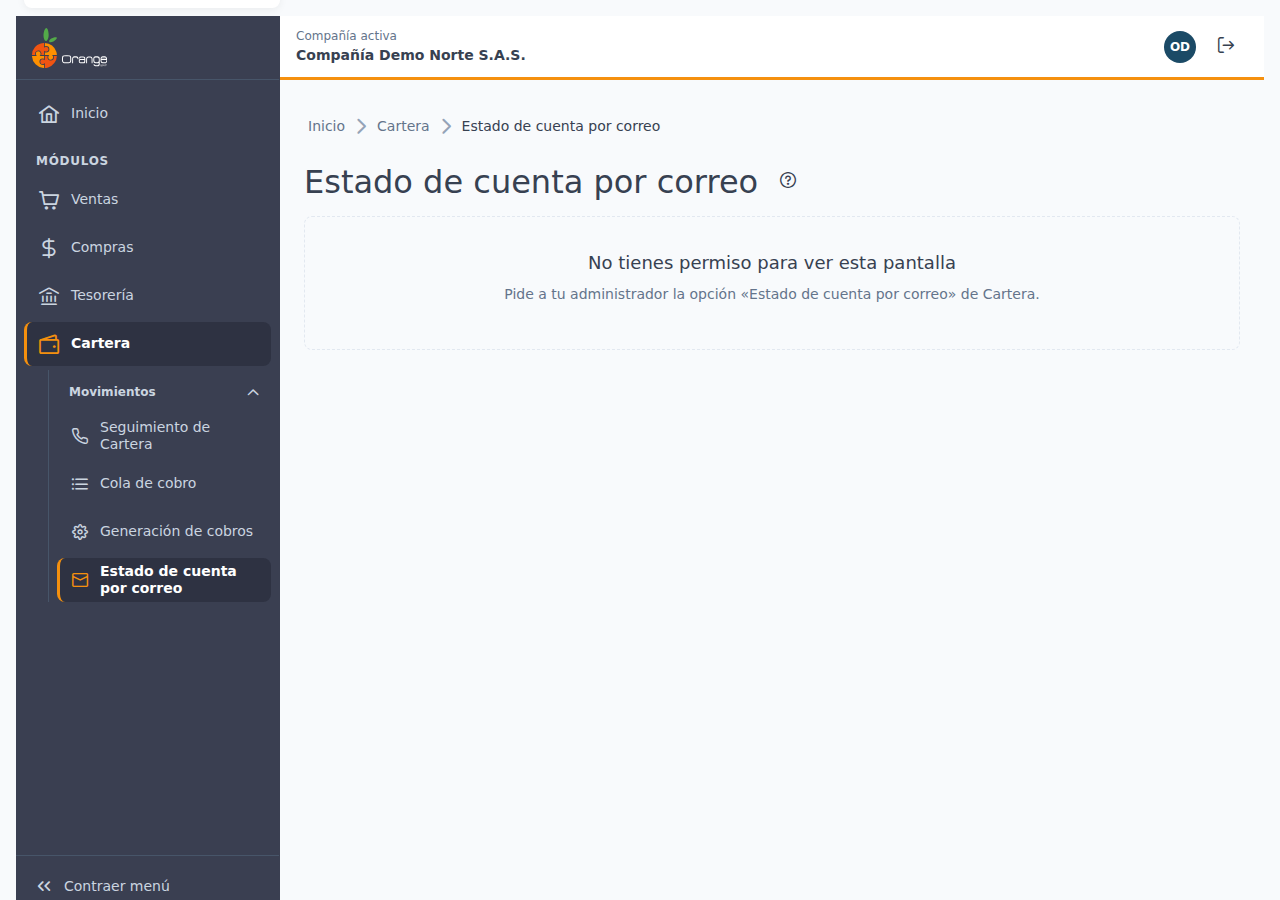 Orange
Compañía activa
Compañía Demo Norte S.A.S.
OD
Inicio
MÓDULOS
Ventas
Compras
Tesorería
Cartera
Movimientos
Seguimiento de
Cartera
Cola de cobro
Generación de cobros
Estado de cuenta
por correo
Contraer menú
Inicio
Cartera
Estado de cuenta por correo
Estado de cuenta por correo
No tienes permiso para ver esta pantalla
Pide a tu administrador la opción «Estado de cuenta por correo» de Cartera.